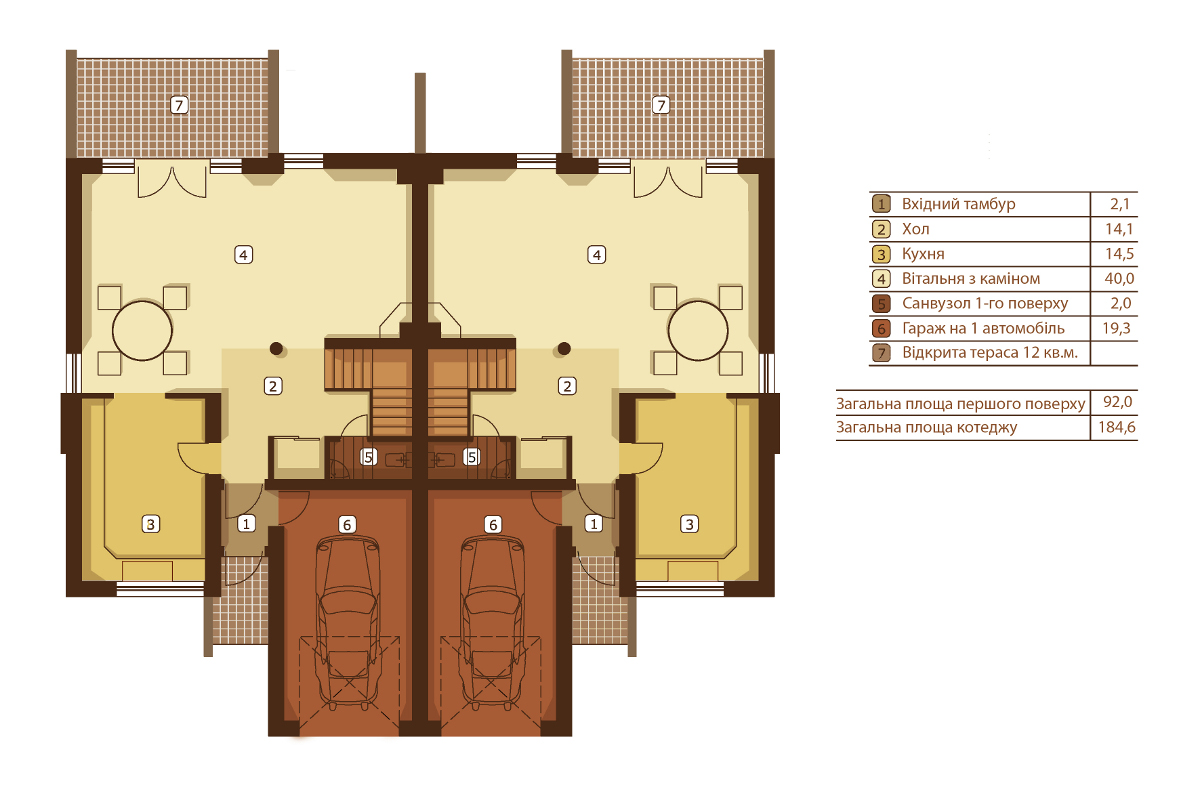 7 7
4 4
2 2
5 5
3 1 6 6 1 3
1 Вхідний тамбур 2,1
2 Хол 14,1
3 Кухня 14,5
4 Вітальня з каміном 40,0
5 Санвузол 1-го поверху 2,0
6 Гараж на 1 автомобіль 19,3
7 Відкрита тераса 12 кв.м.
Загальна площа першого поверху 92,0
Загальна площа котеджу 184,6